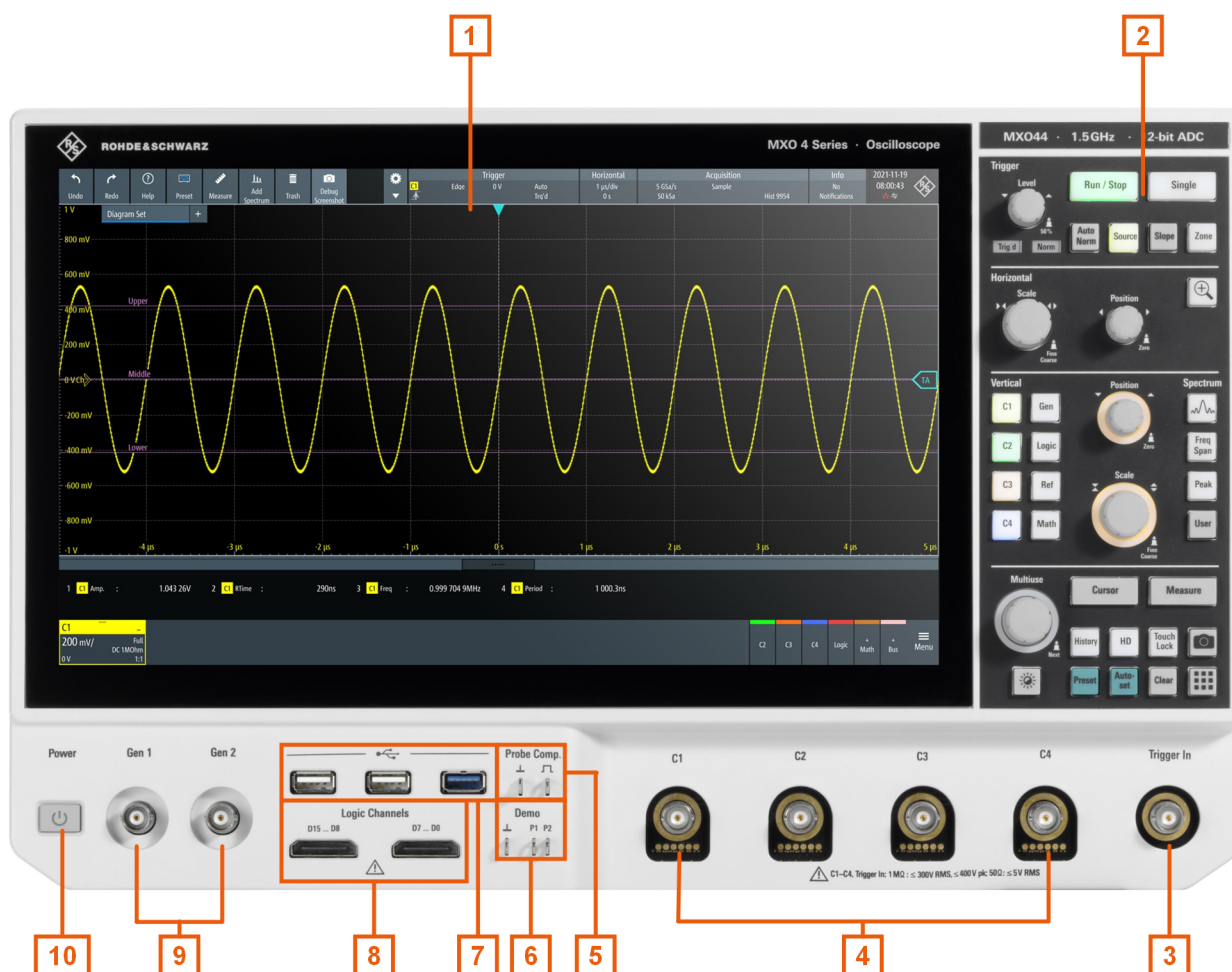 1
2
R&S
ROHDE&SCHWARZ
MXO 4 Series · Oscilloscope
MXO44 · 1.5GHz · 2-bit ADC
Undo
Redo
Help
Preset
Measure
Add Spectrum
Trash
Debug Screenshot
Trigger
C1 Edge 0 V Auto Trig'd
Horizontal
1 µs/div
0 s
Acquisition
5 GSa/s Sample
50 kSa Hist 9954
Info
No Notifications
2021-11-19
08:00:43
Diagram Set +
1 V
800 mV
600 mV
400 mV
200 mV
0 V
-200 mV
-400 mV
-600 mV
-800 mV
-1 V
Upper
Middle
Lower
TA
-4 µs -3 µs -2 µs -1 µs 0 s 1 µs 2 µs 3 µs 4 µs 5 µs
1 C1 Amp. : 1.043 26V 2 C1 RTime : 290ns 3 C1 Freq : 0.999 704 9MHz 4 C1 Period : 1 000.3ns
C1
200 mV/ Full
DC 1MOhm
0 V 1:1
C2 C3 C4 Logic + Math + Bus Menu
Trigger
Level
50%
Trig'd Norm
Run / Stop
Single
Auto Norm
Source
Slope
Zone
Horizontal
Scale
Fine
Coarse
Position
Zero
Vertical
C1 Gen
C2 Logic
C3 Ref
C4 Math
Position
Zero
Scale
Fine
Coarse
Spectrum
Freq Span
Peak
User
Multiuse
Next
Cursor
Measure
History
HD
Touch Lock
Preset
Auto-set
Clear
Power
Gen 1
Gen 2
Logic Channels
D15 ... D8 D7 ... D0
Probe Comp.
Demo
P1 P2
C1
C2
C3
C4
Trigger In
C1–C4, Trigger In: 1 MΩ : ≤ 300V RMS, ≤ 400 V pk; 50Ω: ≤ 5V RMS
10
9
8
7
6
5
4
3